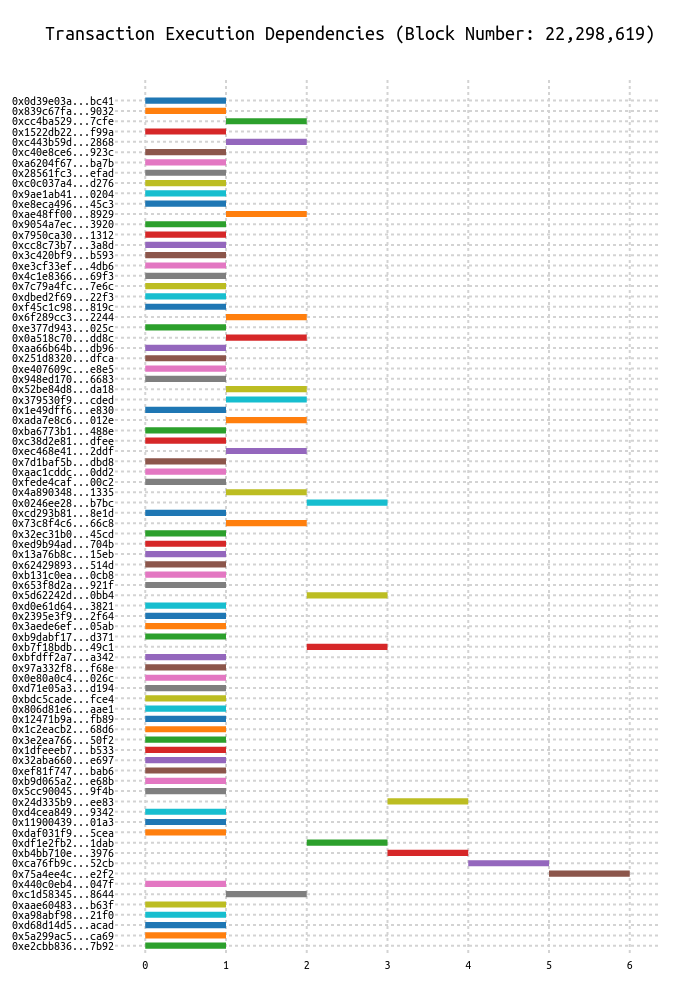 Transaction Execution Dependencies (Block Number: 22,298,619)
0x0d39e03a...bc41
0x839c67fa...9032
0xcc4ba529...7cfe
0x1522db22...f99a
0xc443b59d...2868
0xc40e8ce6...923c
0xa6204f67...ba7b
0x28561fc3...efad
0xc0c037a4...d276
0x9ae1ab41...0204
0xe8eca496...45c3
0xae48ff00...8929
0x9054a7ec...3920
0x7950ca30...1312
0xcc8c73b7...3a8d
0x3c420bf9...b593
0xe3cf33ef...4db6
0x4c1e8366...69f3
0x7c79a4fc...7e6c
0xdbed2f69...22f3
0xf45c1c98...819c
0x6f289cc3...2244
0xe377d943...025c
0x0a518c70...dd8c
0xaa66b64b...db96
0x251d8320...dfca
0xe407609c...e8e5
0x948ed170...6683
0x52be84d8...da18
0x379530f9...cded
0x1e49dff6...e830
0xada7e8c6...012e
0xba6773b1...488e
0xc38d2e81...dfee
0xec468e41...2ddf
0x7d1baf5b...dbd8
0xaac1cddc...0dd2
0xfede4caf...00c2
0x4a890348...1335
0x0246ee28...b7bc
0xcd293b81...8e1d
0x73c8f4c6...66c8
0x32ec31b0...45cd
0xed9b94ad...704b
0x13a76b8c...15eb
0x62429893...514d
0xb131c0ea...0cb8
0x653f8d2a...921f
0x5d62242d...0bb4
0xd0e61d64...3821
0x2395e3f9...2f64
0x3aede6ef...05ab
0xb9dabf17...d371
0xb7f18bdb...49c1
0xbfdff2a7...a342
0x97a332f8...f68e
0x0e80a0c4...026c
0xd71e05a3...d194
0xbdc5cade...fce4
0x806d81e6...aae1
0x12471b9a...fb89
0x1c2eacb2...68d6
0x3e2ea766...50f2
0x1dfeeeb7...b533
0x32aba660...e697
0xef81f747...bab6
0xb9d065a2...e68b
0x5cc90045...9f4b
0x24d335b9...ee83
0xd4cea849...9342
0x11900439...01a3
0xdaf031f9...5cea
0xdf1e2fb2...1dab
0xb4bb710e...3976
0xca76fb9c...52cb
0x75a4ee4c...e2f2
0x440c0eb4...047f
0xc1d58345...8644
0xaae60483...b63f
0xa98abf98...21f0
0xd68d14d5...acad
0x5a299ac5...ca69
0xe2cbb836...7b92
0 1 2 3 4 5 6